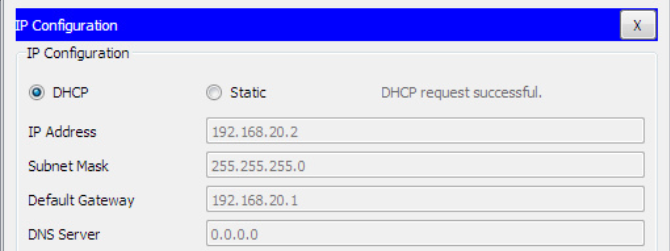 IP Configuration
X
IP Configuration
DHCP Static DHCP request successful.
IP Address 192.168.20.2
Subnet Mask 255.255.255.0
Default Gateway 192.168.20.1
DNS Server 0.0.0.0